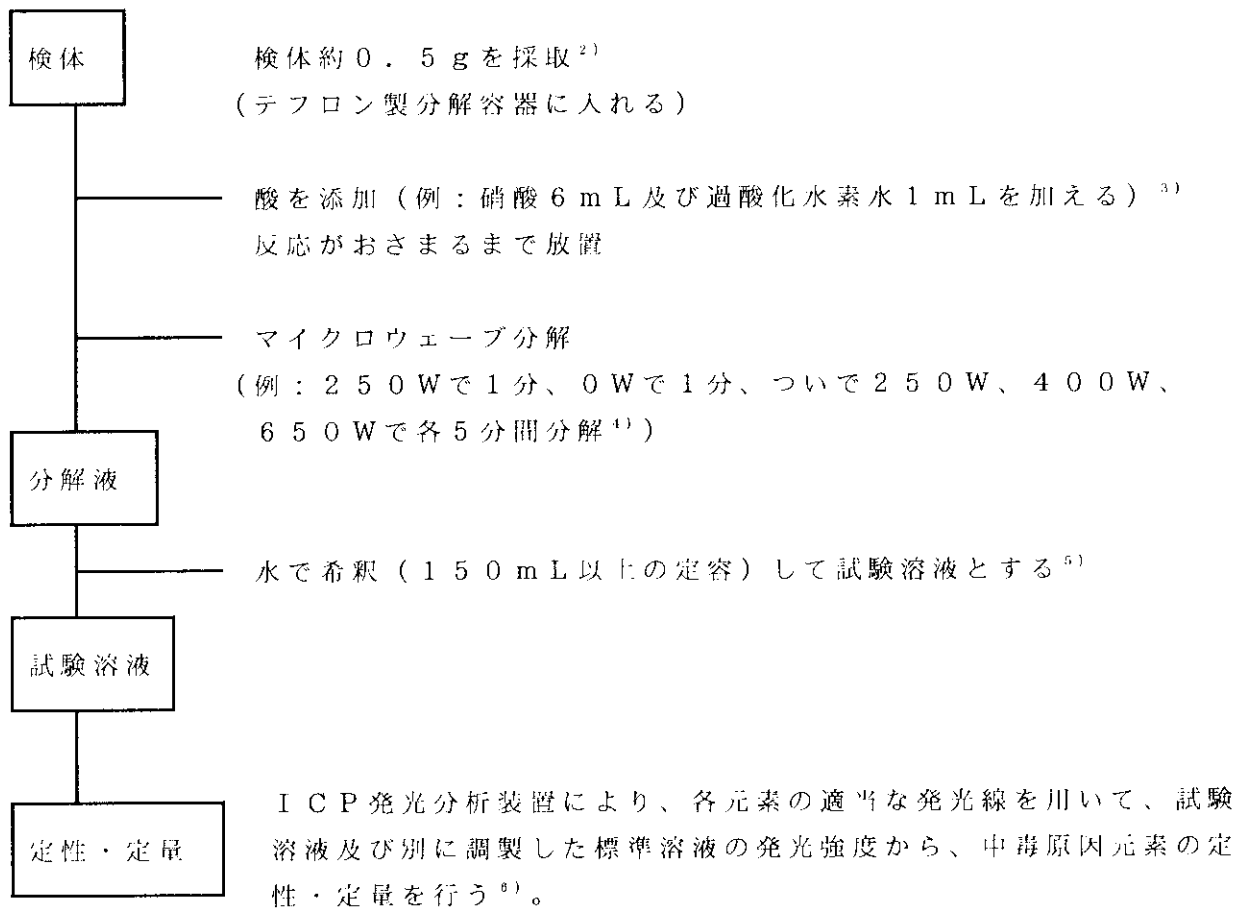 検体
検体約0.5gを採取2)
(テフロン製分解容器に入れる)
酸を添加(例:硝酸6mL及び過酸化水素水1mLを加える)3)
反応がおさまるまで放置
マイクロウェーブ分解
(例:250Wで1分、0Wで1分、ついで250W、400W、
650Wで各5分間分解4))
分解液
水で希釈(150mL以上の定容)して試験溶液とする5)
試験溶液
定性・定量
ICP発光分析装置により、各元素の適当な発光線を用いて、試験
溶液及び別に調製した標準溶液の発光強度から、中毒原因元素の定
性・定量を行う6)。